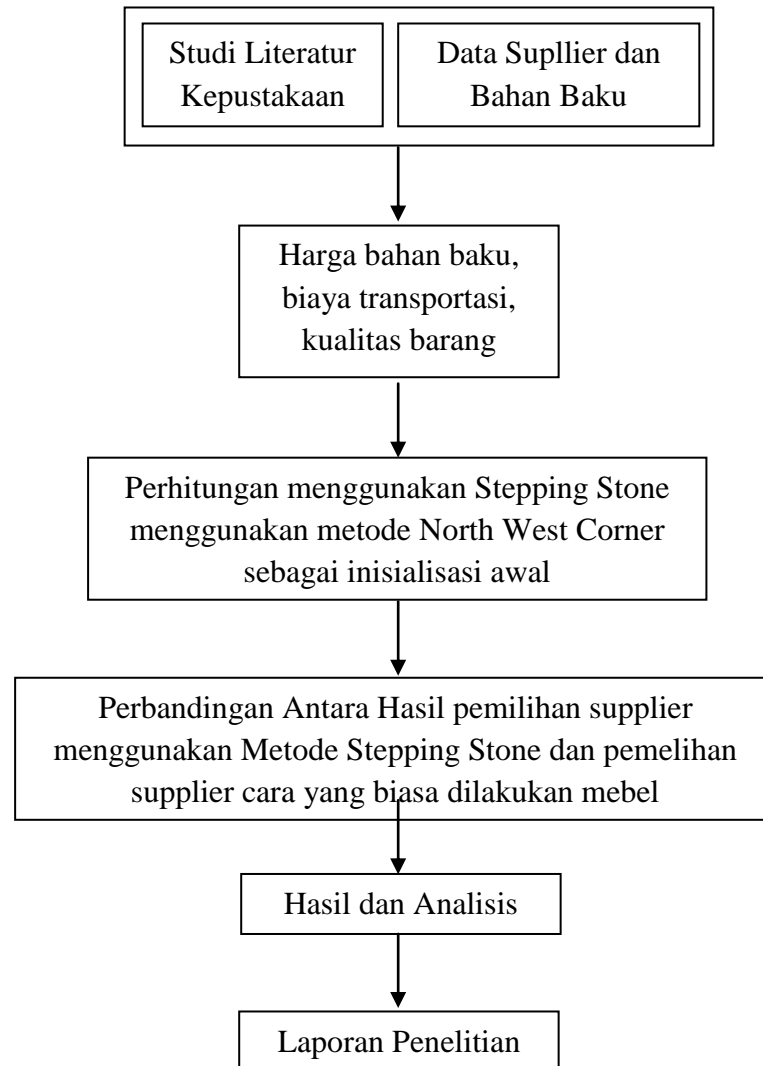 Studi Literatur
Kepustakaan
Data Supllier dan
Bahan Baku
Harga bahan baku,
biaya transportasi,
kualitas barang
Perhitungan menggunakan Stepping Stone
menggunakan metode North West Corner
sebagai inisialisasi awal
Perbandingan Antara Hasil pemilihan supplier
menggunakan Metode Stepping Stone dan pemelihan
supplier cara yang biasa dilakukan mebel
Hasil dan Analisis
Laporan Penelitian